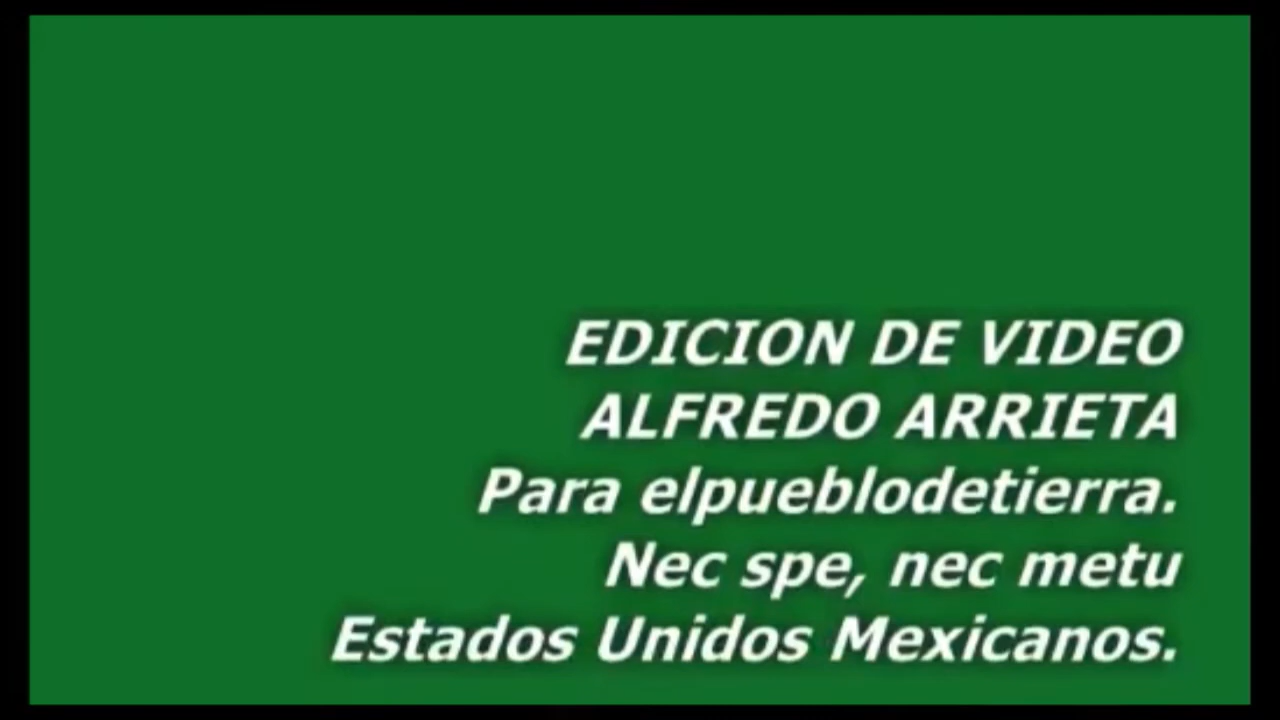 EDICION DE VIDEO
ALFREDO ARRIETA
Para elpueblodetierra.
Nec spe, nec metu
Estados Unidos Mexicanos.